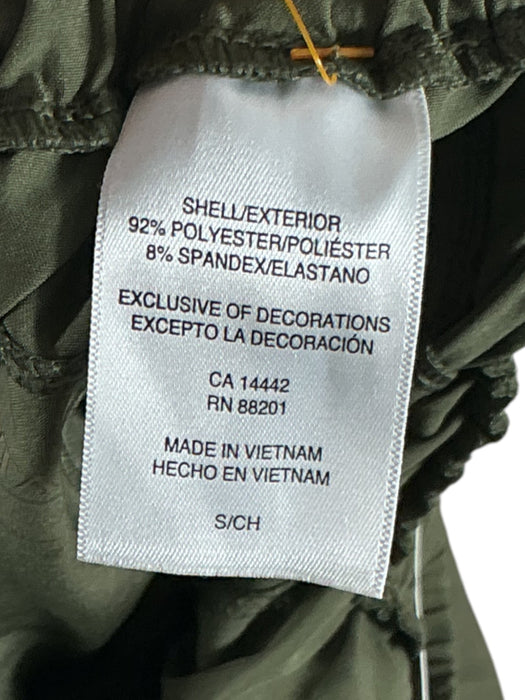 SHELL/EXTERIOR
92% POLYESTER/POLIÉSTER
8% SPANDEX/ELASTANO
EXCLUSIVE OF DECORATIONS
EXCEPTO LA DECORACIÓN
CA 14442
RN 88201
MADE IN VIETNAM
HECHO EN VIETNAM
S/CH